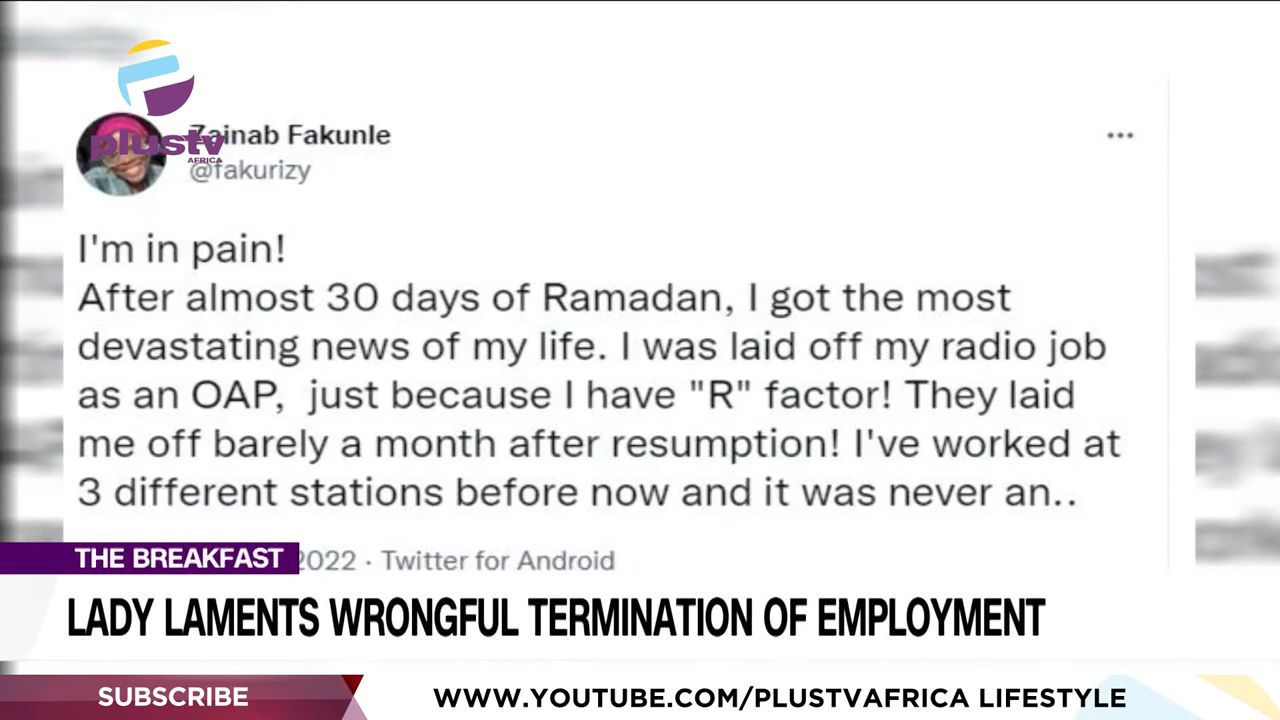 plustv
AFRICA
Zainab Fakunle
@fakurizy
I'm in pain!
After almost 30 days of Ramadan, I got the most
devastating news of my life. I was laid off my radio job
as an OAP, just because I have "R" factor! They laid
me off barely a month after resumption! I've worked at
3 different stations before now and it was never an..
2022 · Twitter for Android
THE BREAKFAST
LADY LAMENTS WRONGFUL TERMINATION OF EMPLOYMENT
SUBSCRIBE
WWW.YOUTUBE.COM/PLUSTVAFRICA LIFESTYLE